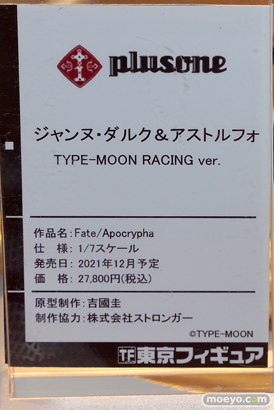 plusone
ジャンヌ・ダルク＆アストルフォ
TYPE-MOON RACING ver.
作品名：Fate/Apocrypha
仕　様：1/7スケール
発売日：2021年12月予定
価　格：27,800円(税込)
原型制作：吉國圭
制作協力：株式会社ストロンガー
©TYPE-MOON
TF東京フィギュア
moeyo.com